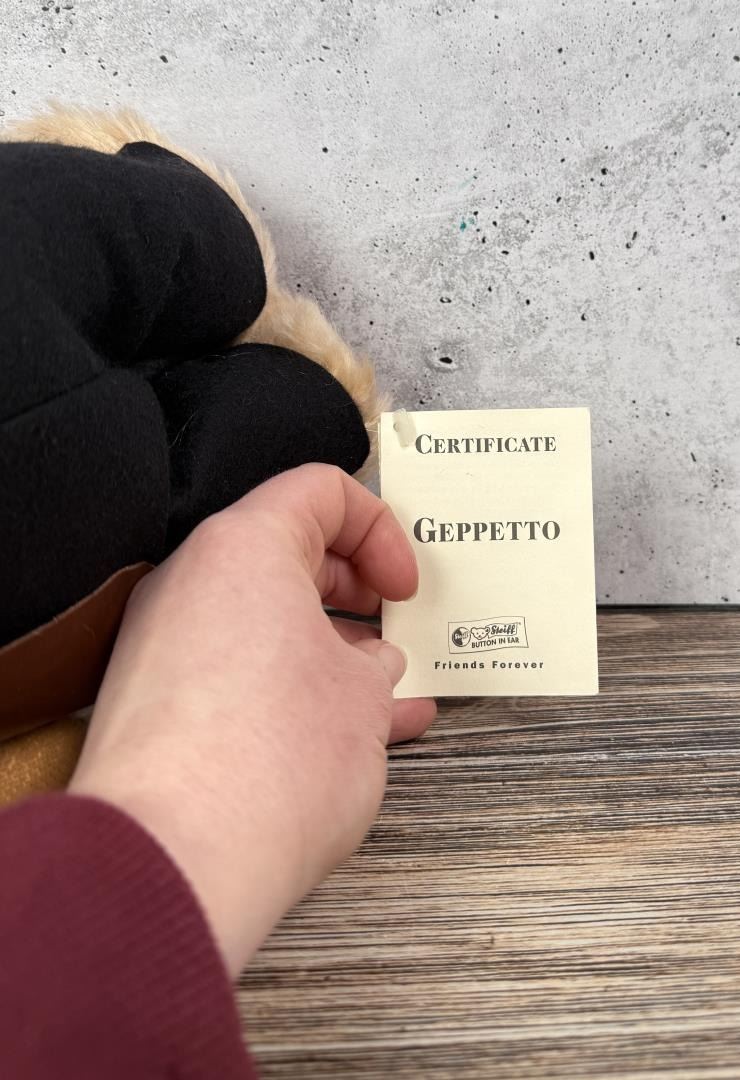 CERTIFICATE
GEPPETTO
Steiff
BUTTON IN EAR
Friends Forever